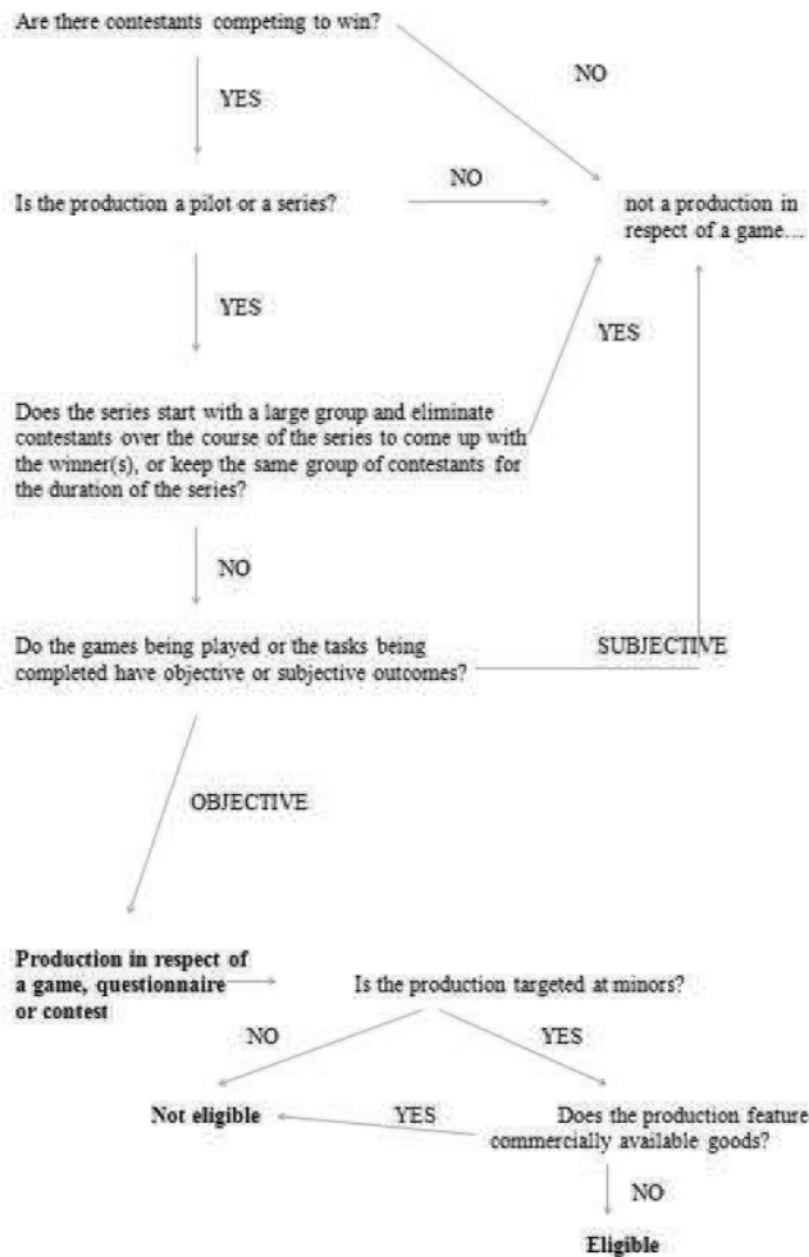 Are there contestants competing to win?
NO
YES
NO
Is the production a pilot or a series?
not a production in
respect of a game...
YES
YES
Does the series start with a large group and eliminate
contestants over the course of the series to come up with
the winner(s), or keep the same group of contestants for
the duration of the series?
NO
Do the games being played or the tasks being
completed have objective or subjective outcomes?
SUBJECTIVE
OBJECTIVE
Production in respect of
a game, questionnaire
or contest
Is the production targeted at minors?
NO
YES
Not eligible
YES
Does the production feature
commercially available goods?
NO
Eligible